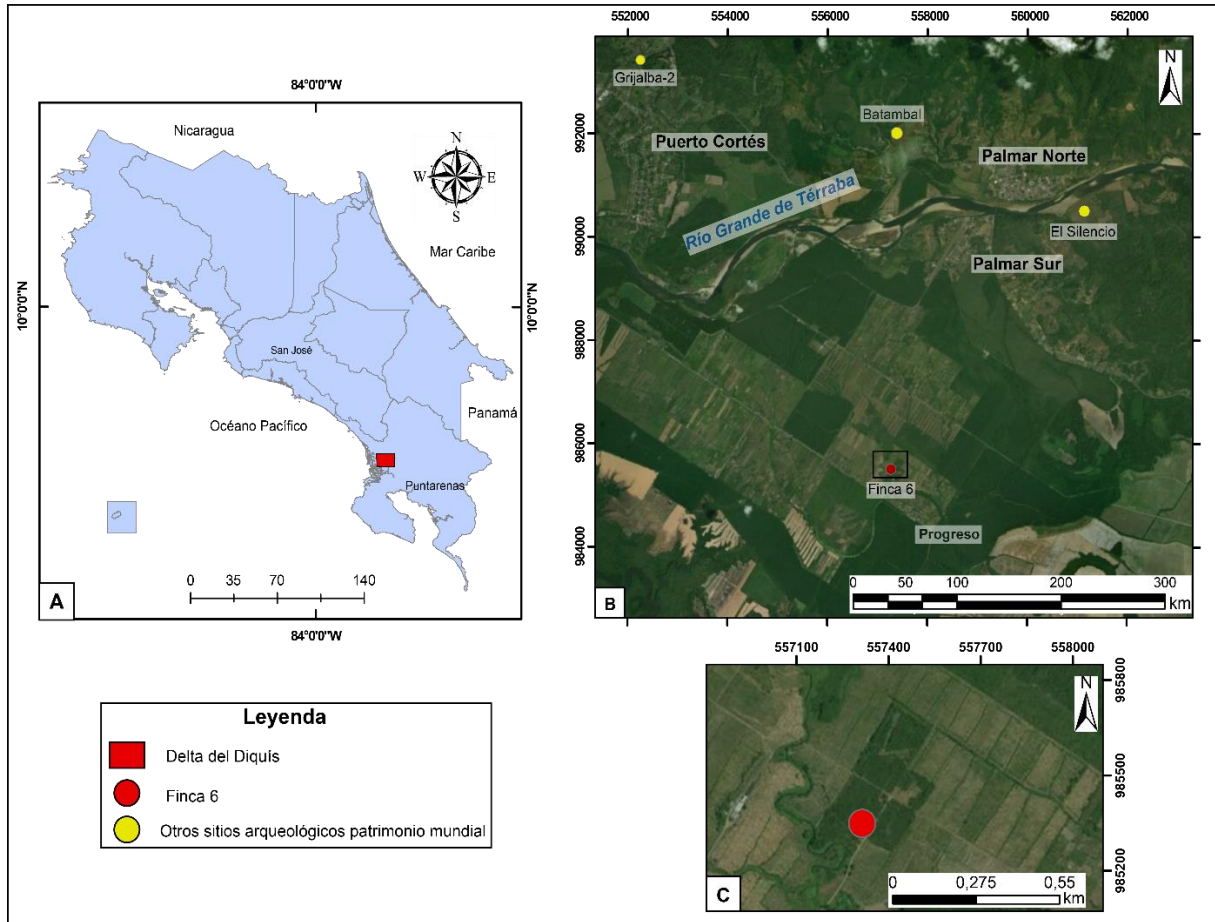 84°0'0"W
Nicaragua
N
W E
S
Mar Caribe
10°0'0"N
10°0'0"N
San José
Panamá
Océano Pacífico
Puntarenas
0 35 70 140
A
84°0'0"W
552000 554000 556000 558000 560000 562000
N
Grijalba-2
Batambal
992000
Puerto Cortés
Palmar Norte
Río Grande de Térraba
El Silencio
990000
Palmar Sur
988000
986000
Finca 6
Progreso
984000
0 50 100 200 300
km
B
557100 557400 557700 558000
N
985800
985500
985200
0 0,275 0,55
km
C
Leyenda
Delta del Diquís
Finca 6
Otros sitios arqueológicos patrimonio mundial